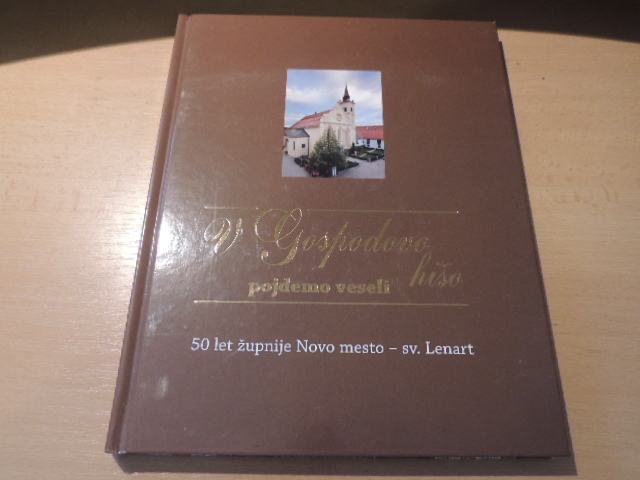 V Gospodovo
hišo
pojdemo veseli
50 let župnije Novo mesto – sv. Lenart